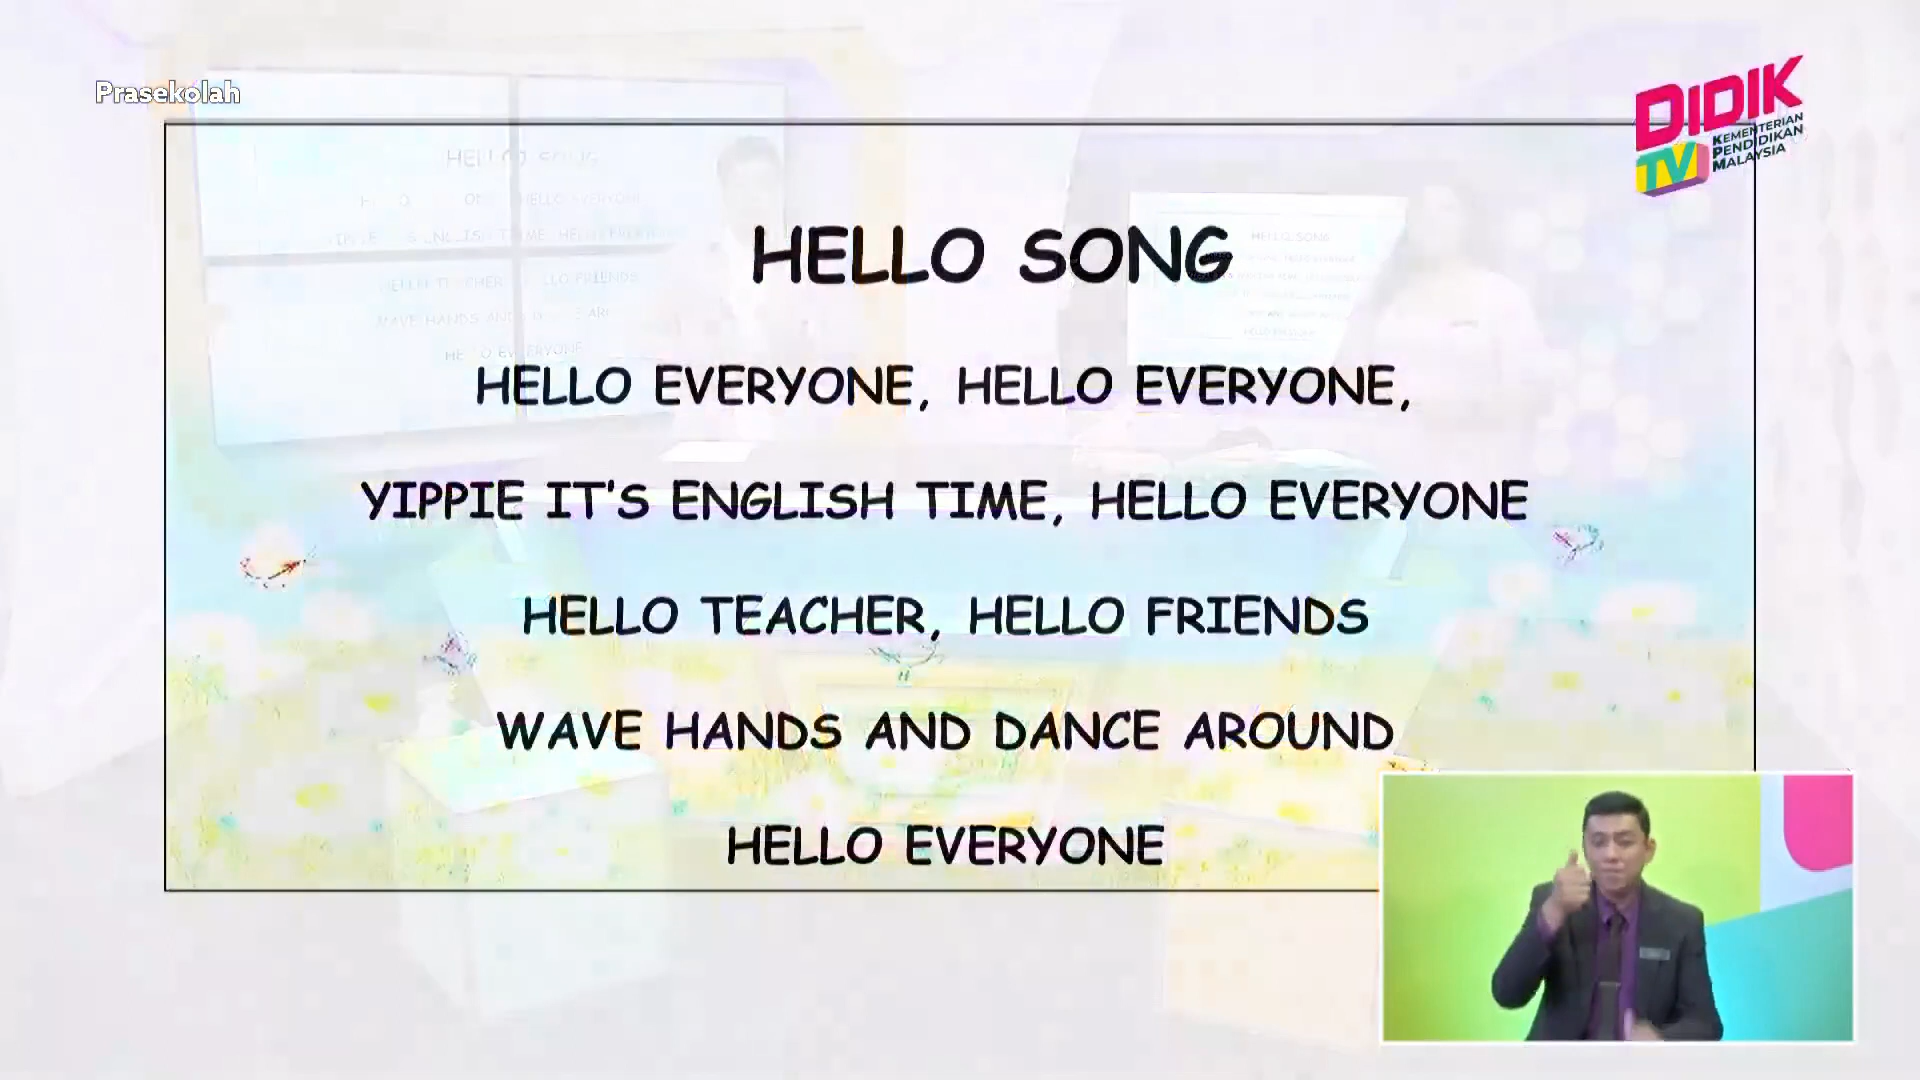 Prasekolah
DIDIK
TV
KEMENTERIAN
PENDIDIKAN
MALAYSIA
HELLO SONG
HELLO EVERYONE, HELLO EVERYONE,
YIPPIE IT'S ENGLISH TIME, HELLO EVERYONE
HELLO TEACHER, HELLO FRIENDS
WAVE HANDS AND DANCE AROUND
HELLO EVERYONE